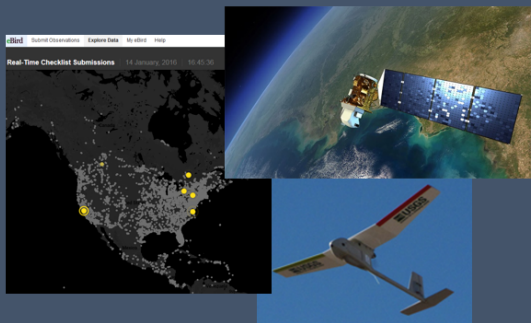 eBird Submit Observations Explore Data My eBird Help
Real-Time Checklist Submissions 14 January, 2016 16:45:36
USGS
USGS